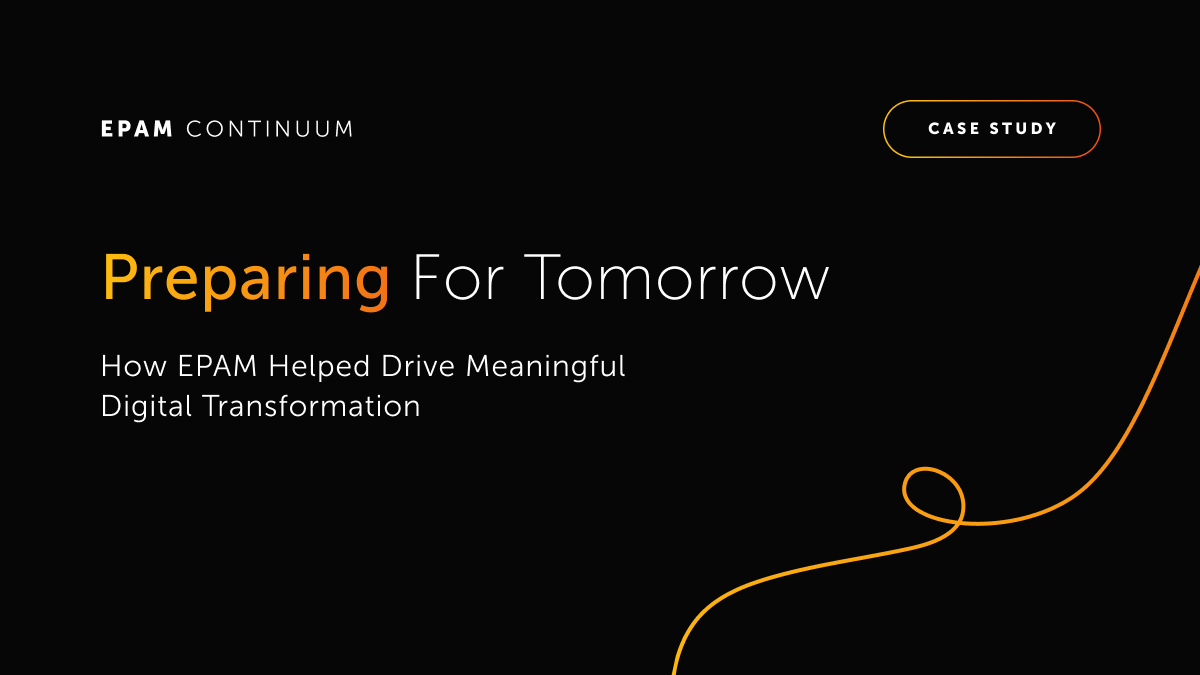 EPAM CONTINUUM
CASE STUDY
Preparing For Tomorrow
How EPAM Helped Drive Meaningful
Digital Transformation